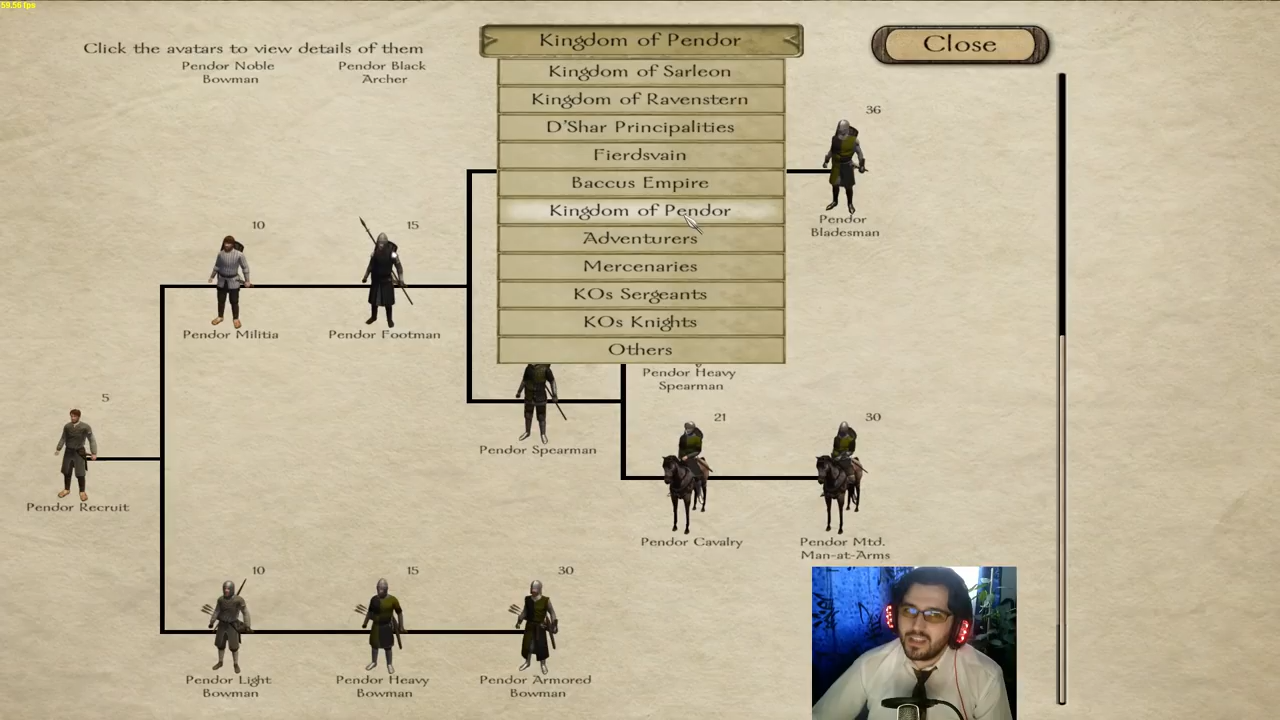 59.56 fps
Click the avatars to view details of them
Kingdom of Pendor
Close
Pendor Noble
Bowman
Pendor Black
Archer
Kingdom of Sarleon
Kingdom of Ravenstern
D'Shar Principalities
Fierdsvain
Baccus Empire
Kingdom of Pendor
Adventurers
Mercenaries
KOs Sergeants
KOs Knights
Others
36
Pendor
Bladesman
10
15
Pendor Militia
Pendor Footman
Pendor Heavy
Spearman
5
21
30
Pendor Spearman
Pendor Recruit
Pendor Cavalry
Pendor Mtd.
Man-at-Arms
10
15
30
Pendor Light
Bowman
Pendor Heavy
Bowman
Pendor Armored
Bowman